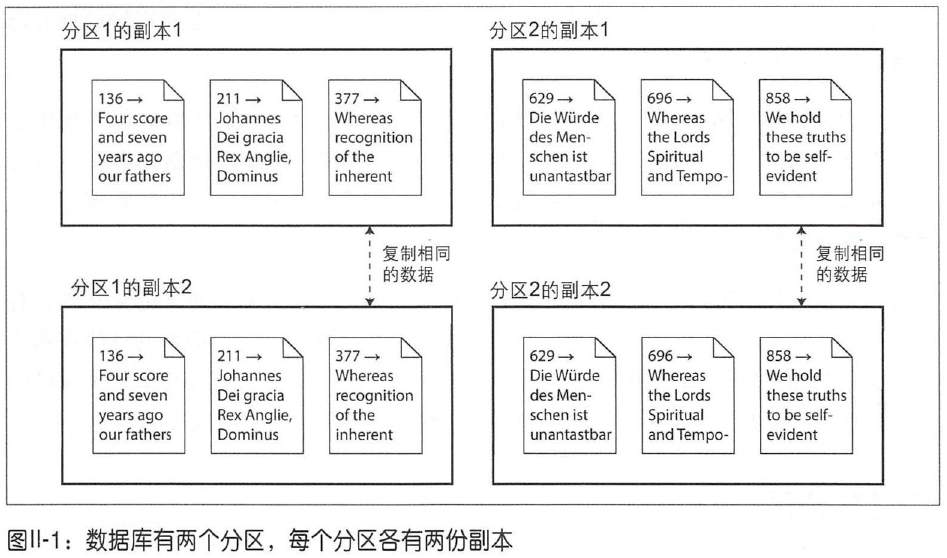 分区1的副本1
136 →
Four score
and seven
years ago
our fathers
211 →
Johannes
Dei gracia
Rex Anglie,
Dominus
377 →
Whereas
recognition
of the
inherent
分区2的副本1
629 →
Die Würde
des Men-
schen ist
unantastbar
696 →
Whereas
the Lords
Spiritual
and Tempo-
858 →
We hold
these truths
to be self-
evident
复制相同
的数据
复制相同
的数据
分区1的副本2
136 →
Four score
and seven
years ago
our fathers
211 →
Johannes
Dei gracia
Rex Anglie,
Dominus
377 →
Whereas
recognition
of the
inherent
分区2的副本2
629 →
Die Würde
des Men-
schen ist
unantastbar
696 →
Whereas
the Lords
Spiritual
and Tempo-
858 →
We hold
these truths
to be self-
evident
图II-1：数据库有两个分区，每个分区各有两份副本